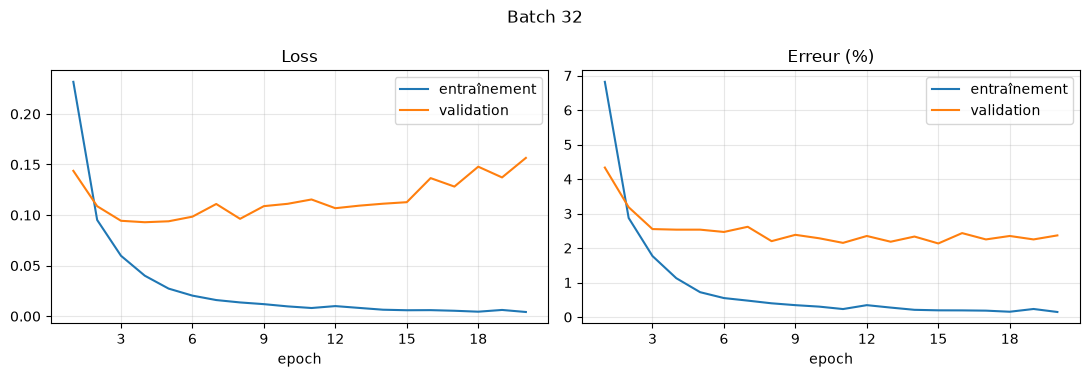 Batch 32
Loss
entraînement
validation
0.20
0.15
0.10
0.05
0.00
3 6 9 12 15 18
epoch
Erreur (%)
entraînement
validation
7
6
5
4
3
2
1
0
3 6 9 12 15 18
epoch